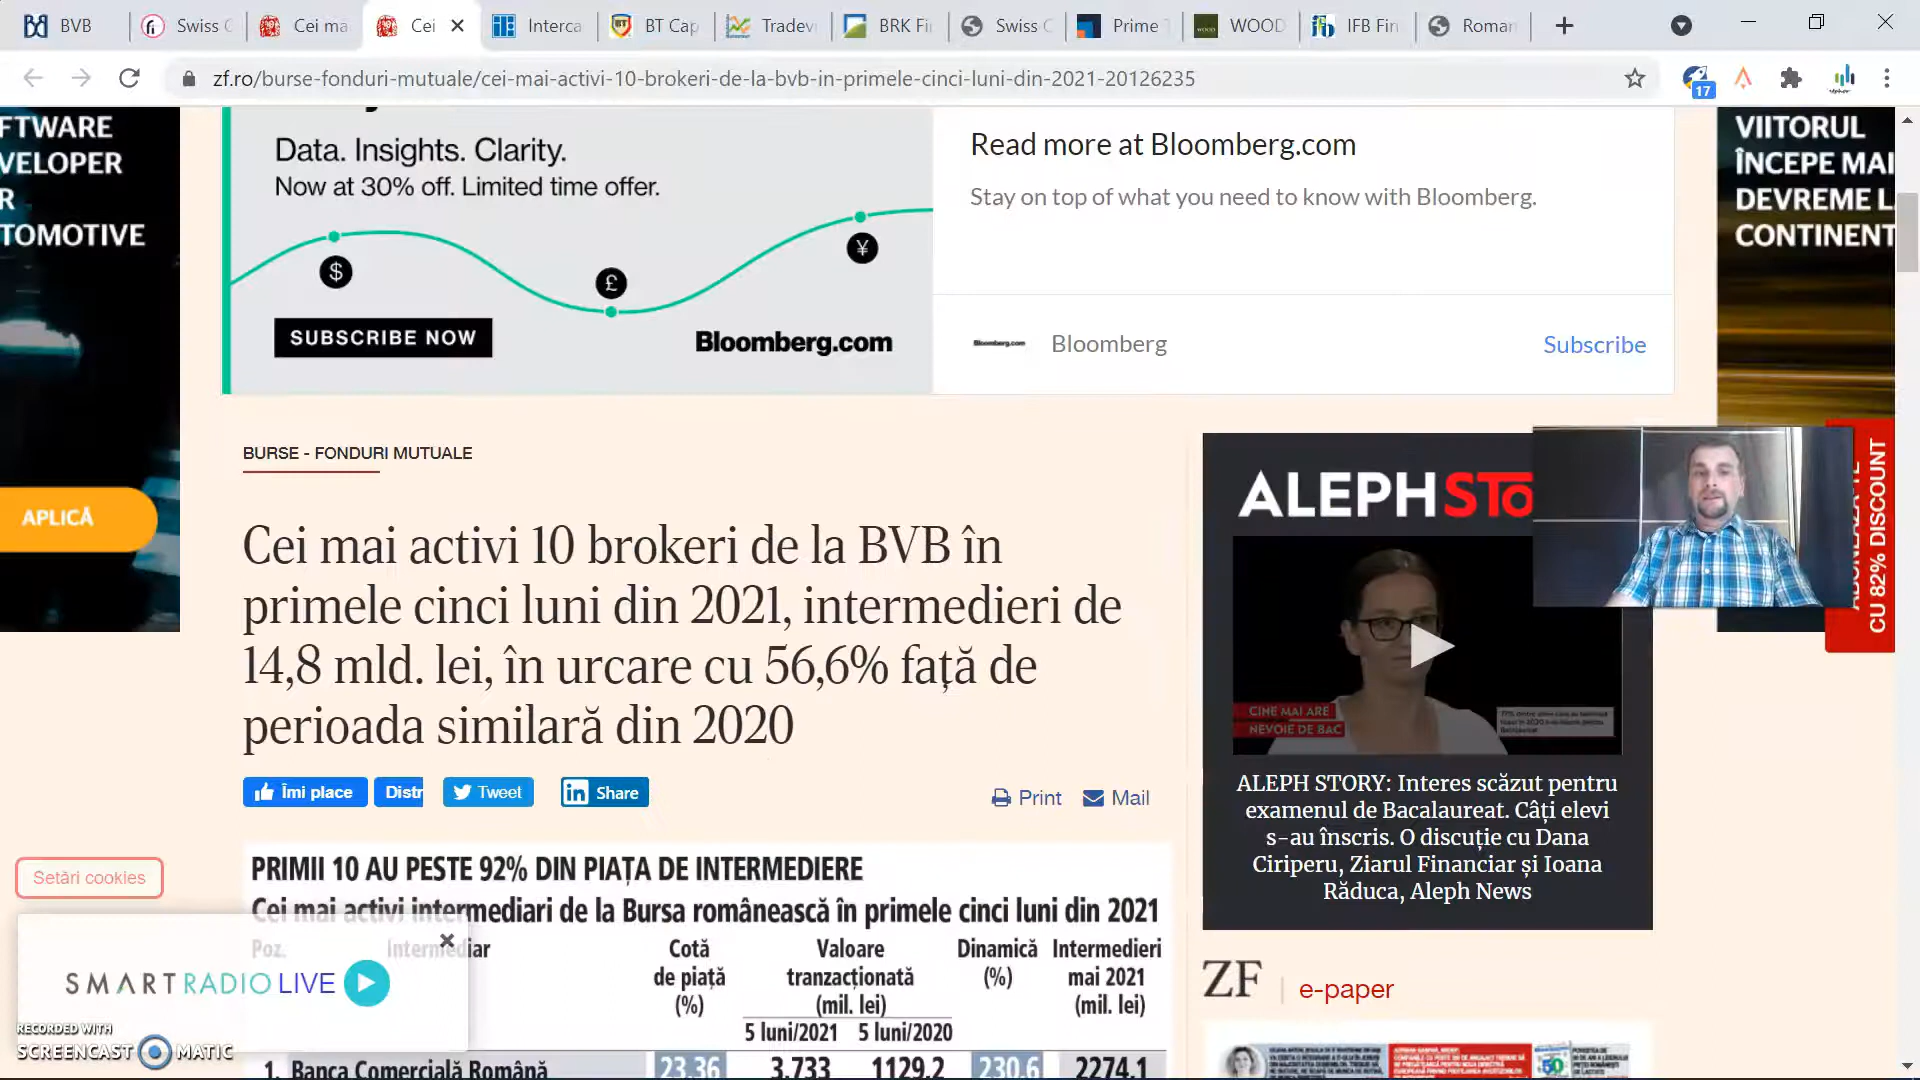 BVB
Swiss C
Cei ma
Cei
Interca
BT Cap
Tradev
BRK Fi
Swiss C
Prime T
WOOD
IFB Fin
Roman
zf.ro/burse-fonduri-mutuale/cei-mai-activi-10-brokeri-de-la-bvb-in-primele-cinci-luni-din-2021-20126235
17
FTWARE
VELOPER
R
TOMOTIVE
APLICĂ
Data. Insights. Clarity.
Now at 30% off. Limited time offer.
$
£
¥
SUBSCRIBE NOW
Bloomberg.com
Read more at Bloomberg.com
Stay on top of what you need to know with Bloomberg.
Bloomberg.com
Bloomberg
Subscribe
VIITORUL
ÎNCEPE MAI
DEVREME L
CONTINENT
CU 82% DISCOUNT
BURSE - FONDURI MUTUALE
Cei mai activi 10 brokeri de la BVB în
primele cinci luni din 2021, intermedieri de
14,8 mld. lei, în urcare cu 56,6% față de
perioada similară din 2020
Îmi place
Distr
Tweet
in Share
Print
Mail
ALEPH STO
CINE MAI ARE
NEVOIE DE BAC
ALEPH STORY: Interes scăzut pentru
examenul de Bacalaureat. Câți elevi
s-au înscris. O discuție cu Dana
Ciriperu, Ziarul Financiar și Ioana
Răduca, Aleph News
ZF
e-paper
PRIMII 10 AU PESTE 92% DIN PIAȚA DE INTERMEDIERE
Cei mai activi intermediari de la Bursa românească în primele cinci luni din 2021
Poz.
Intermediar
Cotă
de piață
(%)
Valoare
tranzacționată
(mil. lei)
5 luni/2021
5 luni/2020
Dinamică
(%)
Intermedieri
mai 2021
(mil. lei)
1. Banca Comercială Română
23,36
3.733
1129,2
230,6
2274,1
Setări cookies
SMART RADIO LIVE
RECORDED WITH
SCREENCAST MATIC